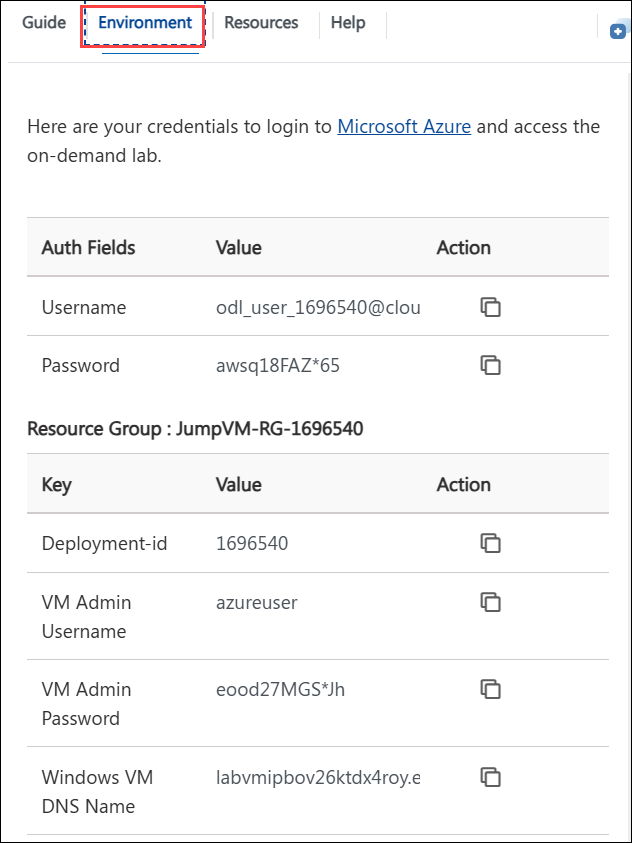 Guide Environment Resources Help
Here are your credentials to login to Microsoft Azure and access the
on-demand lab.
Auth Fields Value Action
Username odl_user_1696540@clou
Password awsq18FAZ*65
Resource Group : JumpVM-RG-1696540
Key Value Action
Deployment-id 1696540
VM Admin
Username azureuser
VM Admin
Password eood27MGS*Jh
Windows VM
DNS Name labvmipbov26ktdx4roy.e